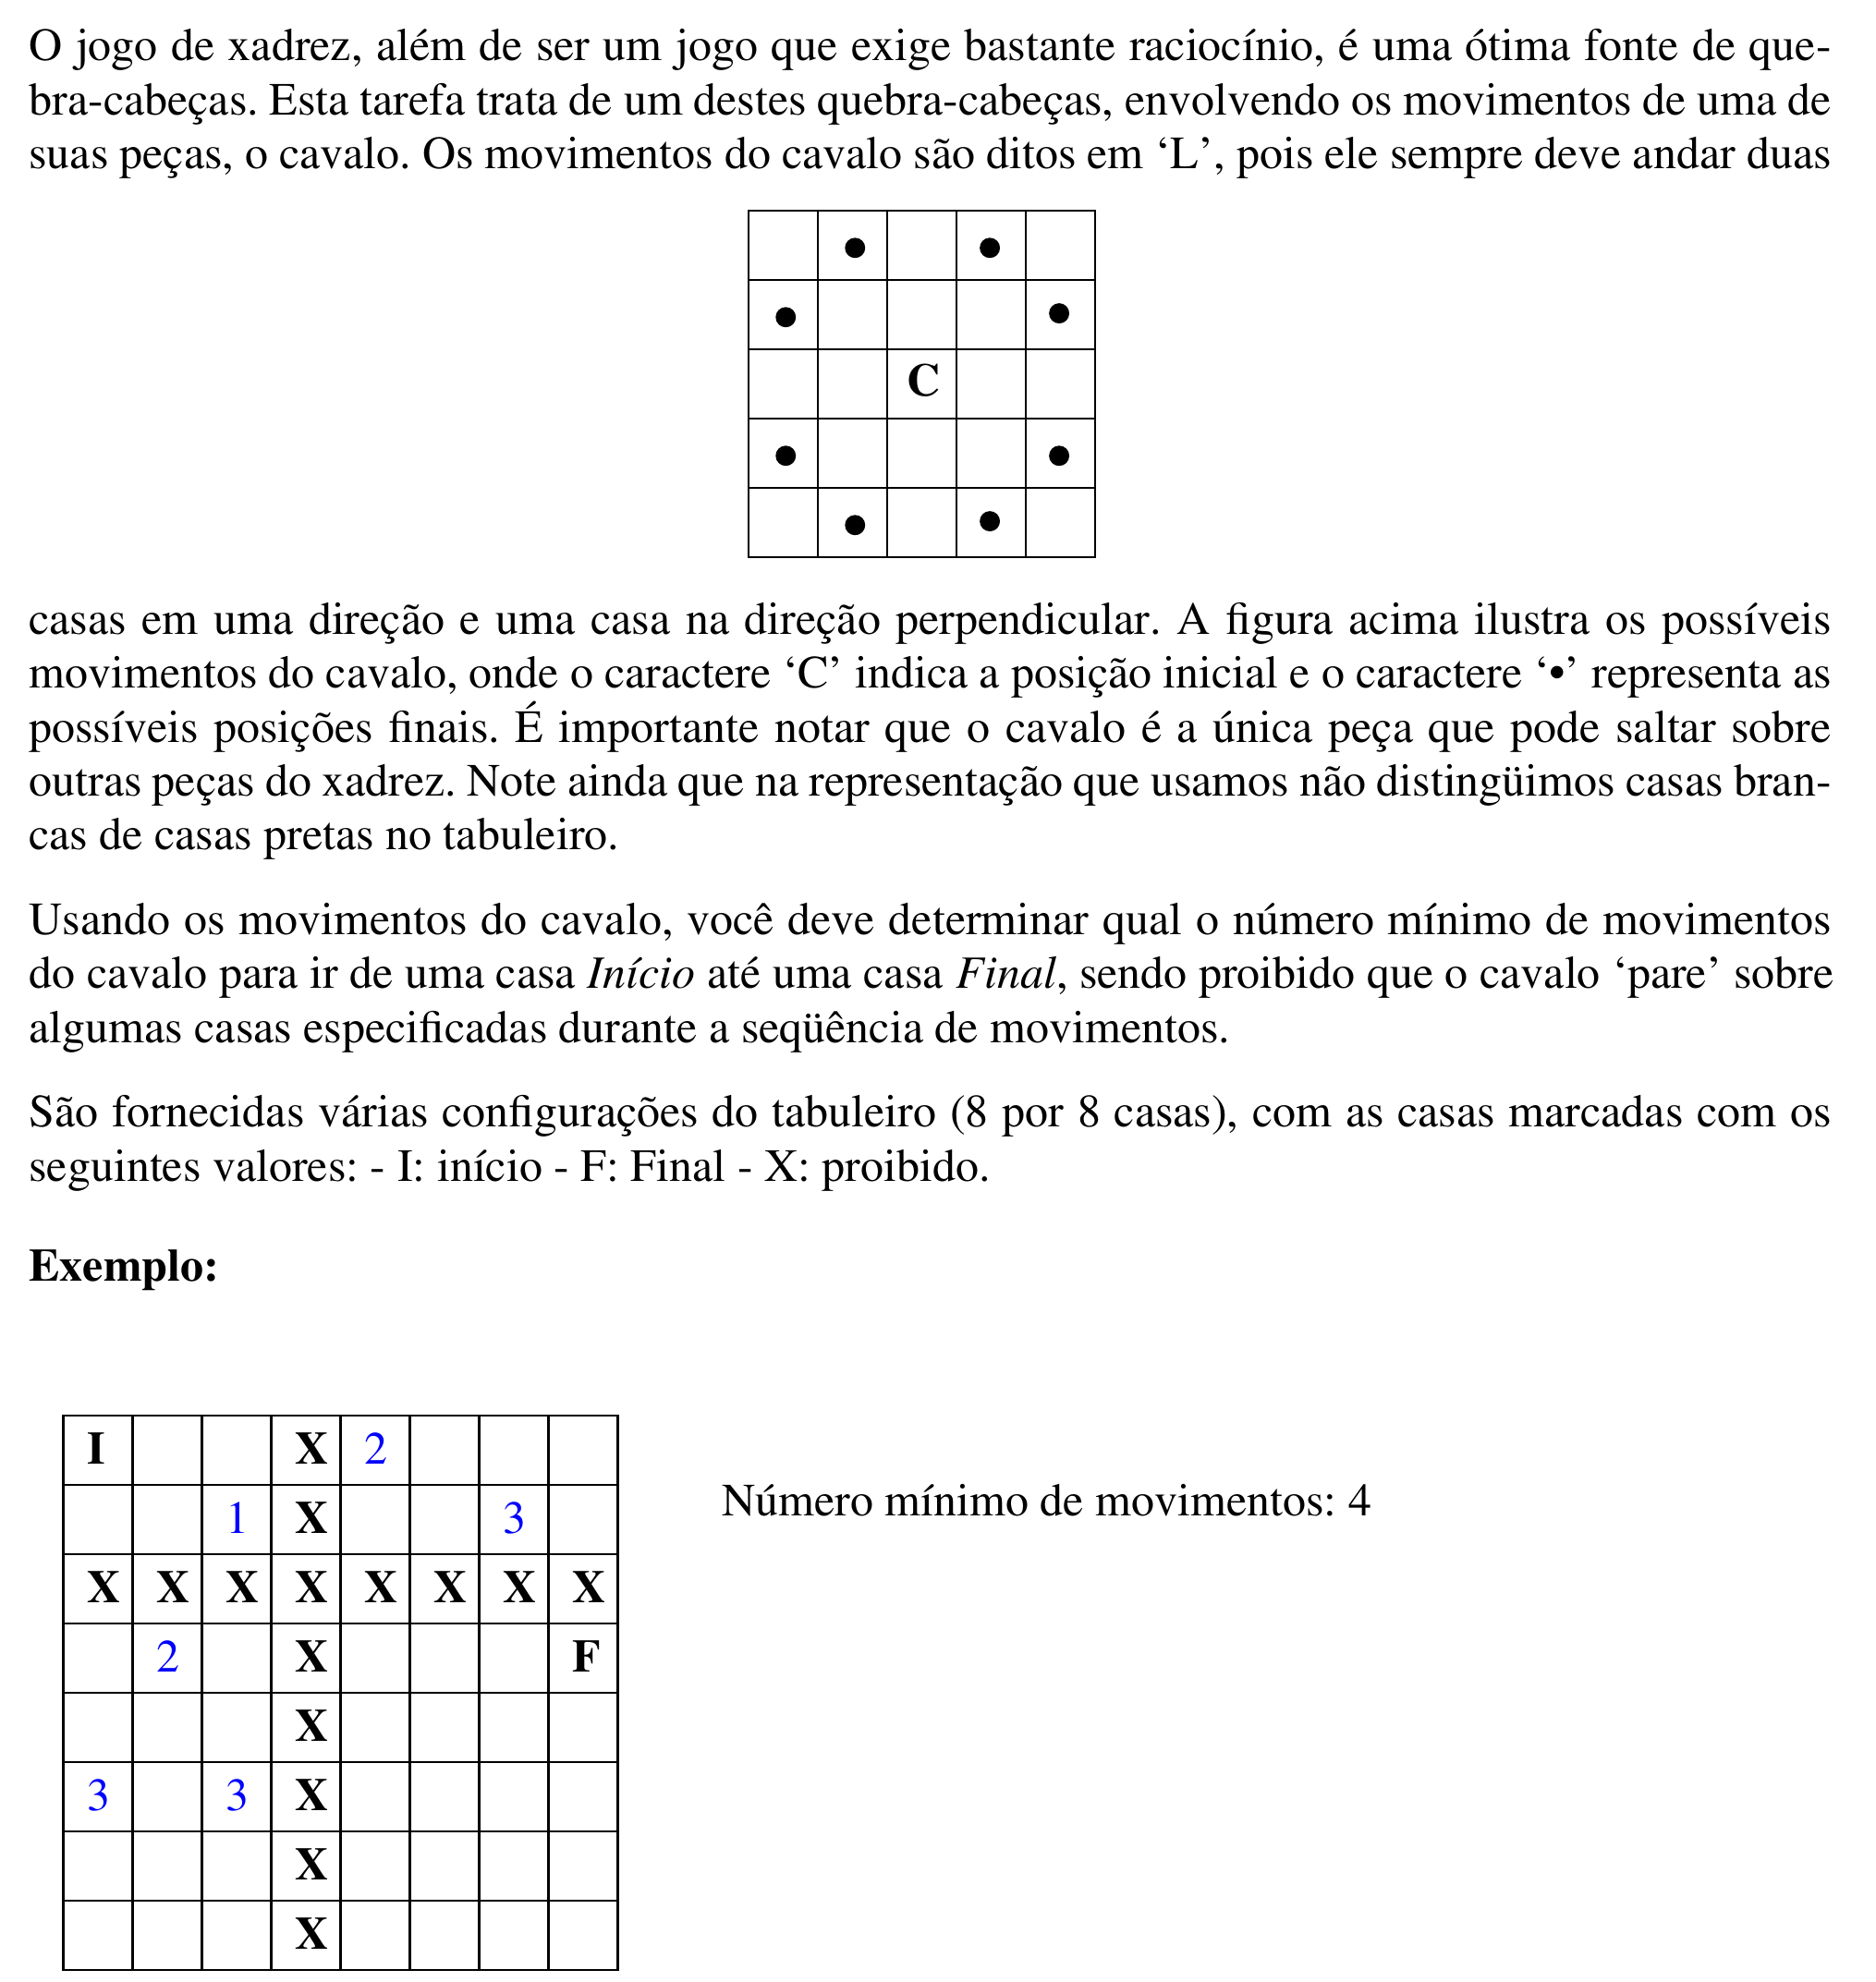 O jogo de xadrez, além de ser um jogo que exige bastante raciocínio, é uma ótima fonte de que-
bra-cabeças. Esta tarefa trata de um destes quebra-cabeças, envolvendo os movimentos de uma de
suas peças, o cavalo. Os movimentos do cavalo são ditos em ‘L’, pois ele sempre deve andar duas
• •
• •
C
• •
• •
casas em uma direção e uma casa na direção perpendicular. A figura acima ilustra os possíveis
movimentos do cavalo, onde o caractere ‘C’ indica a posição inicial e o caractere ‘•’ representa as
possíveis posições finais. É importante notar que o cavalo é a única peça que pode saltar sobre
outras peças do xadrez. Note ainda que na representação que usamos não distingüimos casas bran-
cas de casas pretas no tabuleiro.
Usando os movimentos do cavalo, você deve determinar qual o número mínimo de movimentos
do cavalo para ir de uma casa Início até uma casa Final, sendo proibido que o cavalo ‘pare’ sobre
algumas casas especificadas durante a seqüência de movimentos.
São fornecidas várias configurações do tabuleiro (8 por 8 casas), com as casas marcadas com os
seguintes valores: - I: início - F: Final - X: proibido.
Exemplo:
I X 2
1 X 3
X X X X X X X X
2 X F
X
3 3 X
X
X
Número mínimo de movimentos: 4